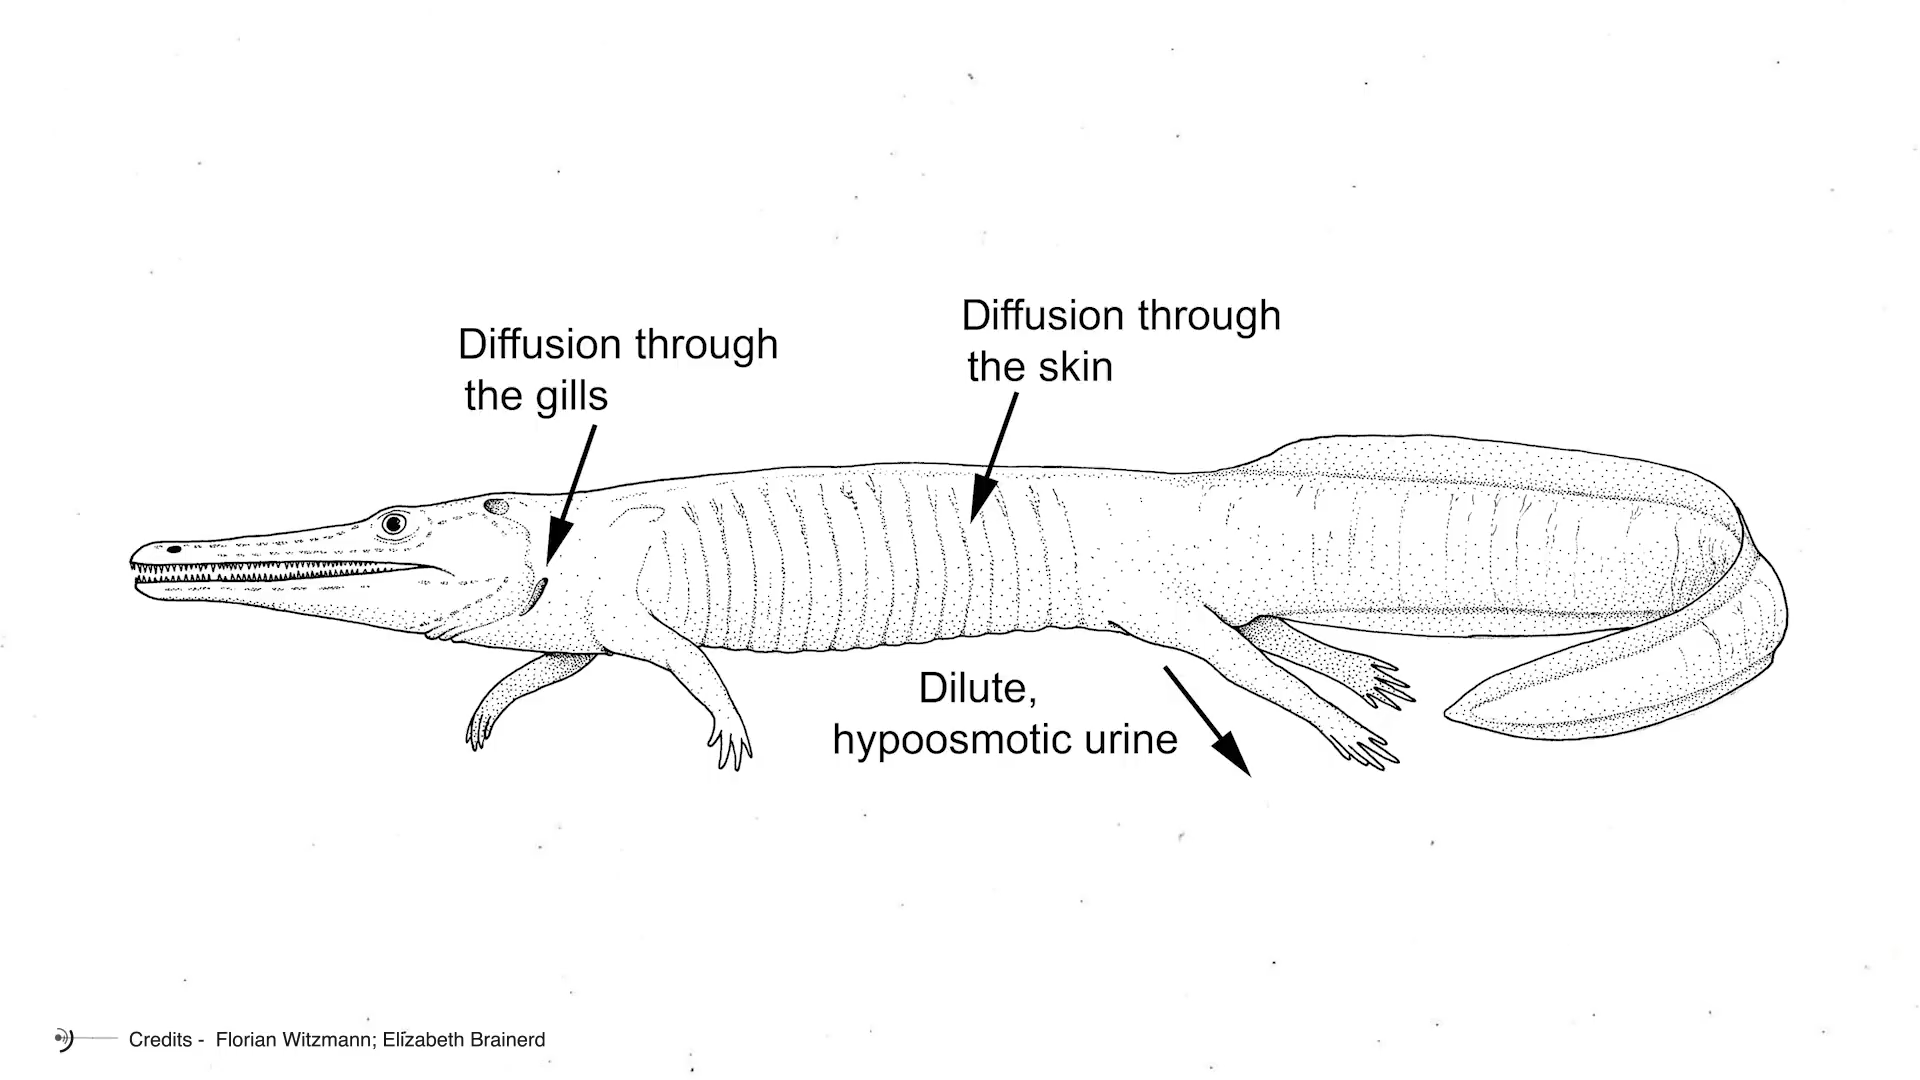 Diffusion through
the gills
Diffusion through
the skin
Dilute,
hypoosmotic urine
Credits - Florian Witzmann; Elizabeth Brainerd